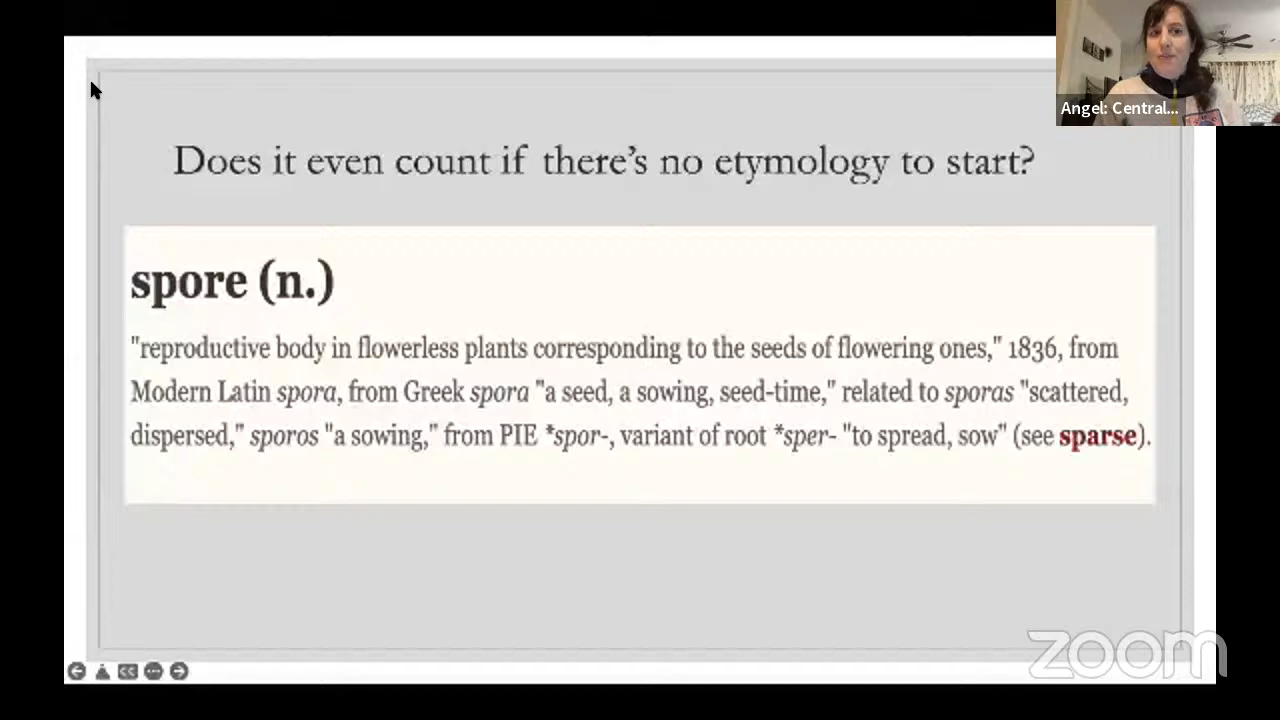 Angel: Central...
Does it even count if there's no etymology to start?
spore (n.)
"reproductive body in flowerless plants corresponding to the seeds of flowering ones," 1836, from
Modern Latin spora, from Greek spora "a seed, a sowing, seed-time," related to sporas "scattered,
dispersed," sporos "a sowing," from PIE *spor-, variant of root *sper- "to spread, sow" (see sparse).
zoom